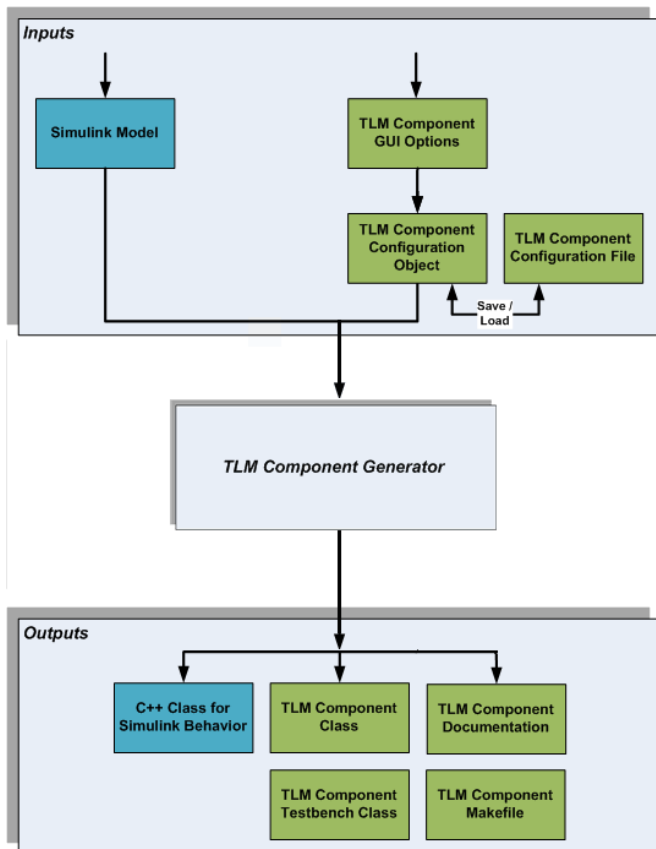 Inputs
Simulink Model
TLM Component
GUI Options
TLM Component
Configuration
Object
TLM Component
Configuration File
Save /
Load
TLM Component Generator
Outputs
C++ Class for
Simulink Behavior
TLM Component
Class
TLM Component
Documentation
TLM Component
Testbench Class
TLM Component
Makefile